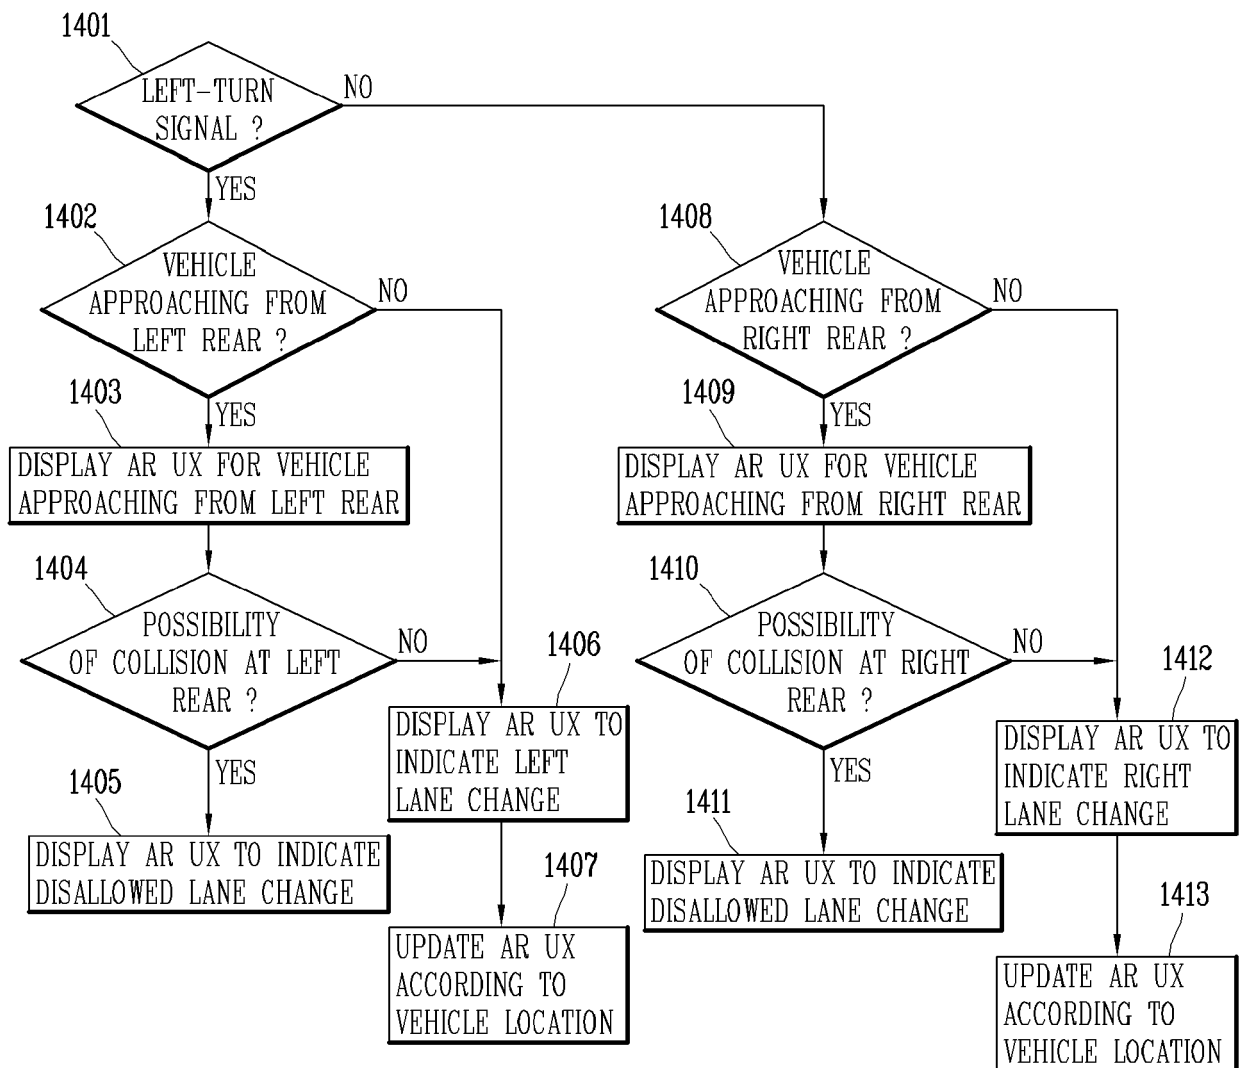 1401
LEFT-TURN
SIGNAL ?
NO
YES
1402
VEHICLE
APPROACHING FROM
LEFT REAR ?
NO
YES
1403
DISPLAY AR UX FOR VEHICLE
APPROACHING FROM LEFT REAR
1404
POSSIBILITY
OF COLLISION AT LEFT
REAR ?
NO
YES
1405
DISPLAY AR UX TO INDICATE
DISALLOWED LANE CHANGE
1406
DISPLAY AR UX TO
INDICATE LEFT
LANE CHANGE
1407
UPDATE AR UX
ACCORDING TO
VEHICLE LOCATION
1408
VEHICLE
APPROACHING FROM
RIGHT REAR ?
NO
YES
1409
DISPLAY AR UX FOR VEHICLE
APPROACHING FROM RIGHT REAR
1410
POSSIBILITY
OF COLLISION AT RIGHT
REAR ?
NO
YES
1411
DISPLAY AR UX TO INDICATE
DISALLOWED LANE CHANGE
1412
DISPLAY AR UX TO
INDICATE RIGHT
LANE CHANGE
1413
UPDATE AR UX
ACCORDING TO
VEHICLE LOCATION